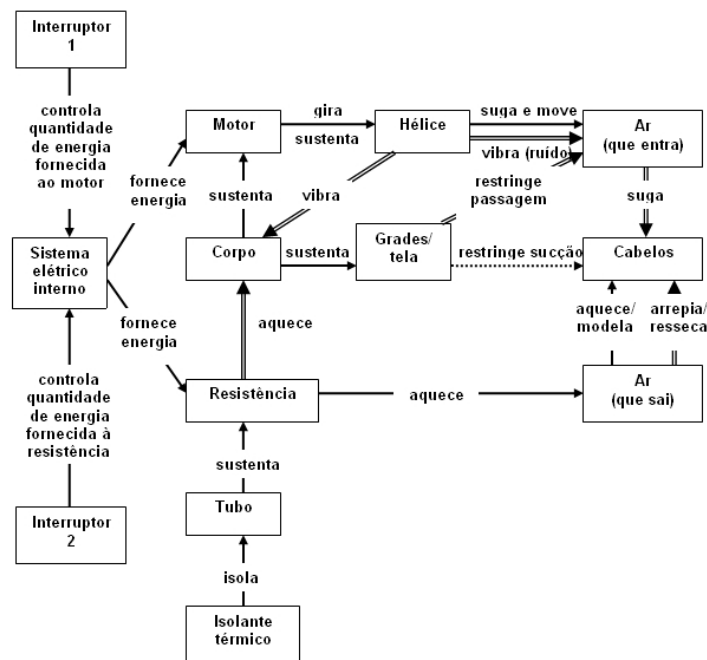 Interruptor
1
controla
quantidade
de energia
fornecida
ao motor
Sistema
elétrico
interno
controla
quantidade
de energia
fornecida à
resistência
Interruptor
2
fornece
energia
fornece
energia
Motor
gira
sustenta
Hélice
suga e move
vibra (ruído)
Ar
(que entra)
sustenta
vibra
restringe
passagem
suga
Corpo
sustenta
Grades/
tela
restringe sucção
Cabelos
aquece
aquece/
modela
arrepia/
resseca
Resistência
aquece
Ar
(que sai)
sustenta
Tubo
isola
Isolante
térmico